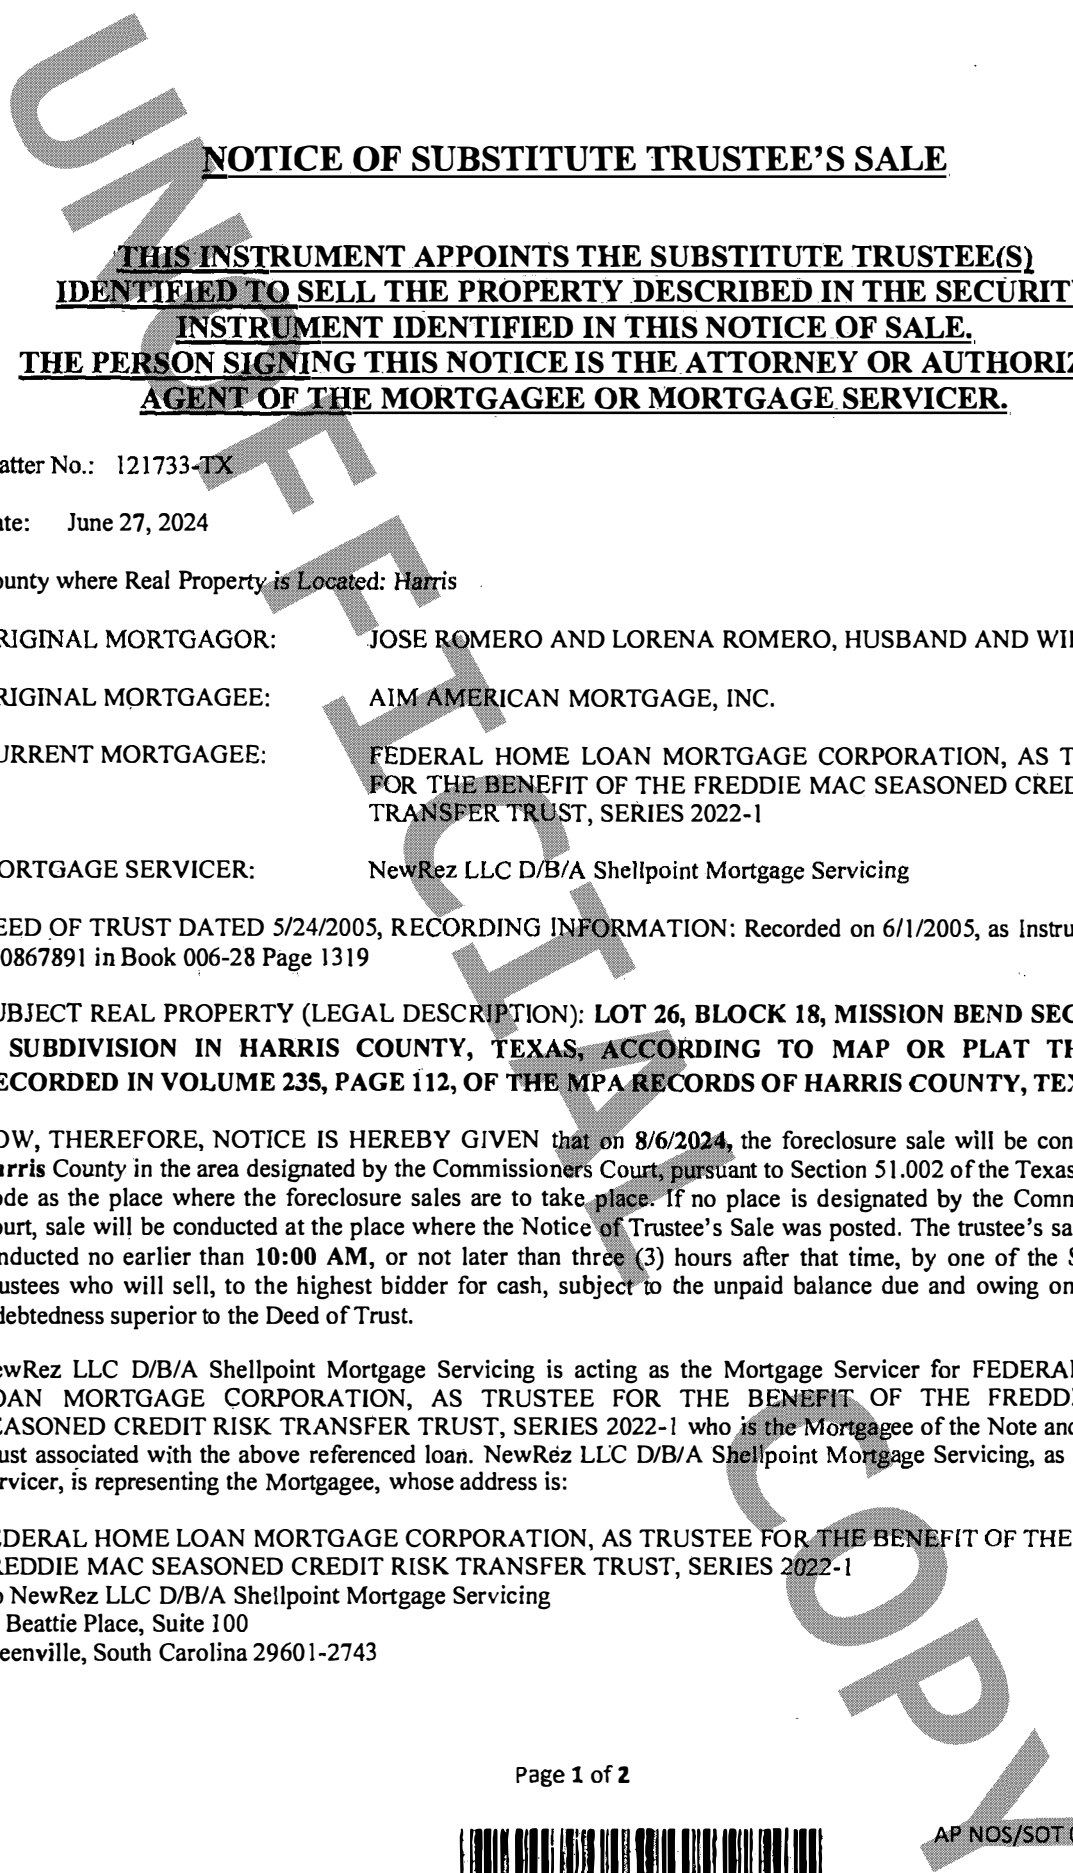 NOTICE OF SUBSTITUTE TRUSTEE'S SALE
THIS INSTRUMENT APPOINTS THE SUBSTITUTE TRUSTEE(S)
IDENTIFIED TO SELL THE PROPERTY DESCRIBED IN THE SECURIT
INSTRUMENT IDENTIFIED IN THIS NOTICE OF SALE.
THE PERSON SIGNING THIS NOTICE IS THE ATTORNEY OR AUTHORIZ
AGENT OF THE MORTGAGEE OR MORTGAGE SERVICER.
atter No.: 121733-TX
ate: June 27, 2024
ounty where Real Property is Located: Harris
RIGINAL MORTGAGOR: JOSE ROMERO AND LORENA ROMERO, HUSBAND AND WI
RIGINAL MORTGAGEE: AIM AMERICAN MORTGAGE, INC.
URRENT MORTGAGEE: FEDERAL HOME LOAN MORTGAGE CORPORATION, AS T
FOR THE BENEFIT OF THE FREDDIE MAC SEASONED CRED
TRANSFER TRUST, SERIES 2022-1
ORTGAGE SERVICER: NewRez LLC D/B/A Shellpoint Mortgage Servicing
EED OF TRUST DATED 5/24/2005, RECORDING INFORMATION: Recorded on 6/1/2005, as Instru
0867891 in Book 006-28 Page 1319
UBJECT REAL PROPERTY (LEGAL DESCRIPTION): LOT 26, BLOCK 18, MISSION BEND SEC
SUBDIVISION IN HARRIS COUNTY, TEXAS, ACCORDING TO MAP OR PLAT TH
ECORDED IN VOLUME 235, PAGE 112, OF THE MPA RECORDS OF HARRIS COUNTY, TEX
OW, THEREFORE, NOTICE IS HEREBY GIVEN that on 8/6/2024, the foreclosure sale will be con
arris County in the area designated by the Commissioners Court, pursuant to Section 51.002 of the Texas
ode as the place where the foreclosure sales are to take place. If no place is designated by the Comm
ourt, sale will be conducted at the place where the Notice of Trustee's Sale was posted. The trustee's sa
nducted no earlier than 10:00 AM, or not later than three (3) hours after that time, by one of the S
ustees who will sell, to the highest bidder for cash, subject to the unpaid balance due and owing on
debtedness superior to the Deed of Trust.
ewRez LLC D/B/A Shellpoint Mortgage Servicing is acting as the Mortgage Servicer for FEDERA
OAN MORTGAGE CORPORATION, AS TRUSTEE FOR THE BENEFIT OF THE FREDD
EASONED CREDIT RISK TRANSFER TRUST, SERIES 2022-1 who is the Mortgagee of the Note and
ust associated with the above referenced loan. NewRez LLC D/B/A Shellpoint Mortgage Servicing, as
rvicer, is representing the Mortgagee, whose address is:
EDERAL HOME LOAN MORTGAGE CORPORATION, AS TRUSTEE FOR THE BENEFIT OF THE
REDDIE MAC SEASONED CREDIT RISK TRANSFER TRUST, SERIES 2022-1
o NewRez LLC D/B/A Shellpoint Mortgage Servicing
Beattie Place, Suite 100
eenville, South Carolina 29601-2743
Page 1 of 2
AP NOS/SOT
UNOFFICIAL COPY